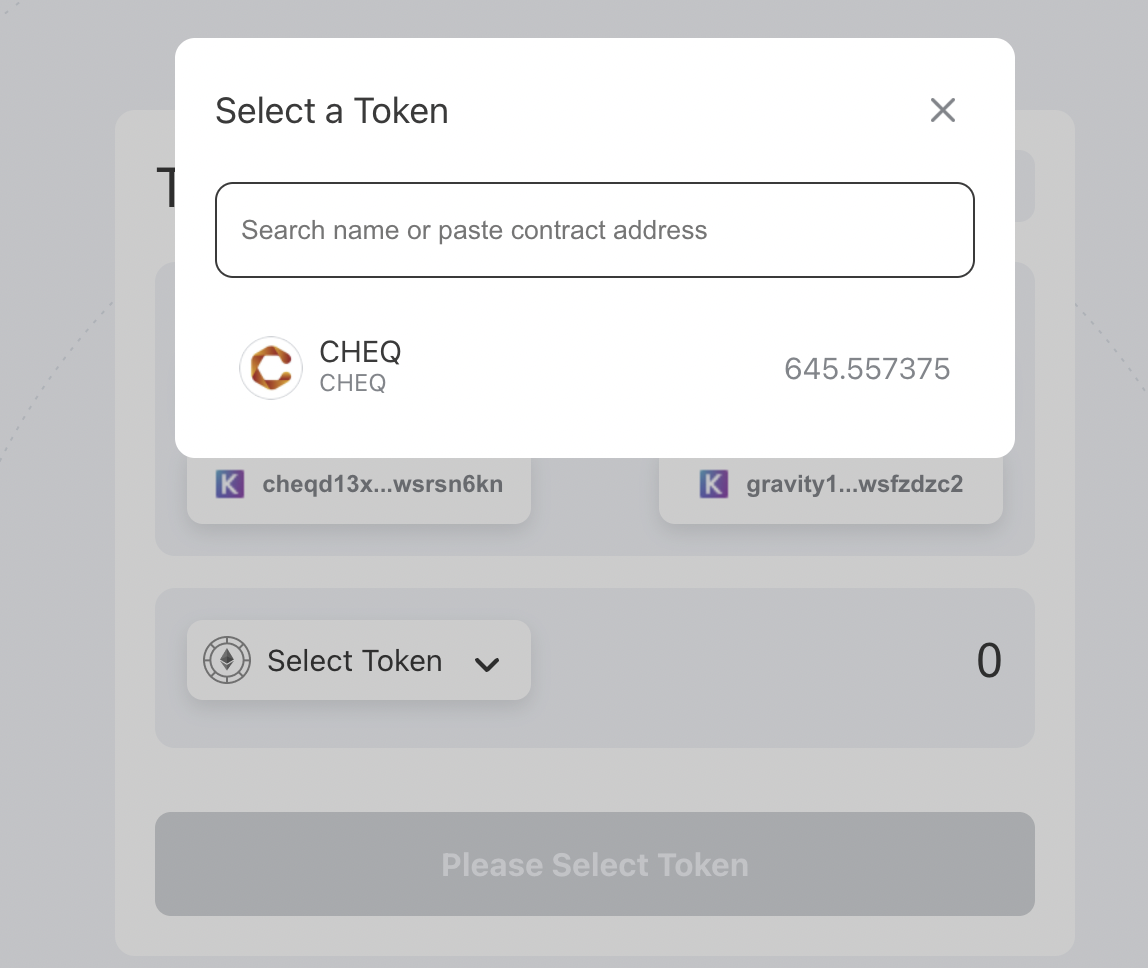 Select a Token
Search name or paste contract address
CHEQ
CHEQ
645.557375
cheqd13x...wsrsn6kn
gravity1...wsfzdzc2
Select Token
0
Please Select Token